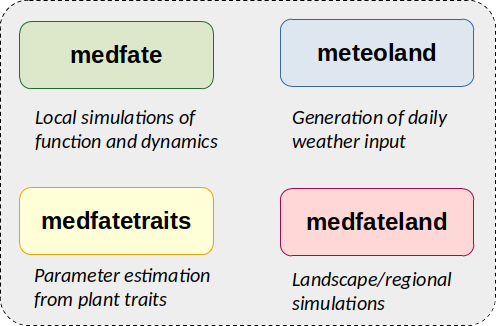 medfate
Local simulations of
function and dynamics
meteoland
Generation of daily
weather input
medfatetraits
Parameter estimation
from plant traits
medfateland
Landscape/regional
simulations